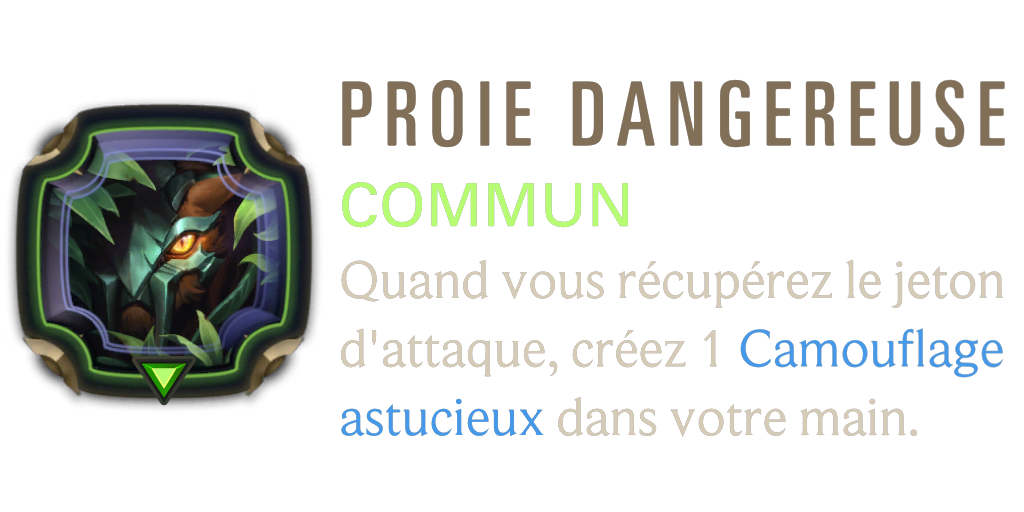 PROIE DANGEREUSE
COMMUN
Quand vous récupérez le jeton
d'attaque, créez 1 Camouflage
astucieux dans votre main.